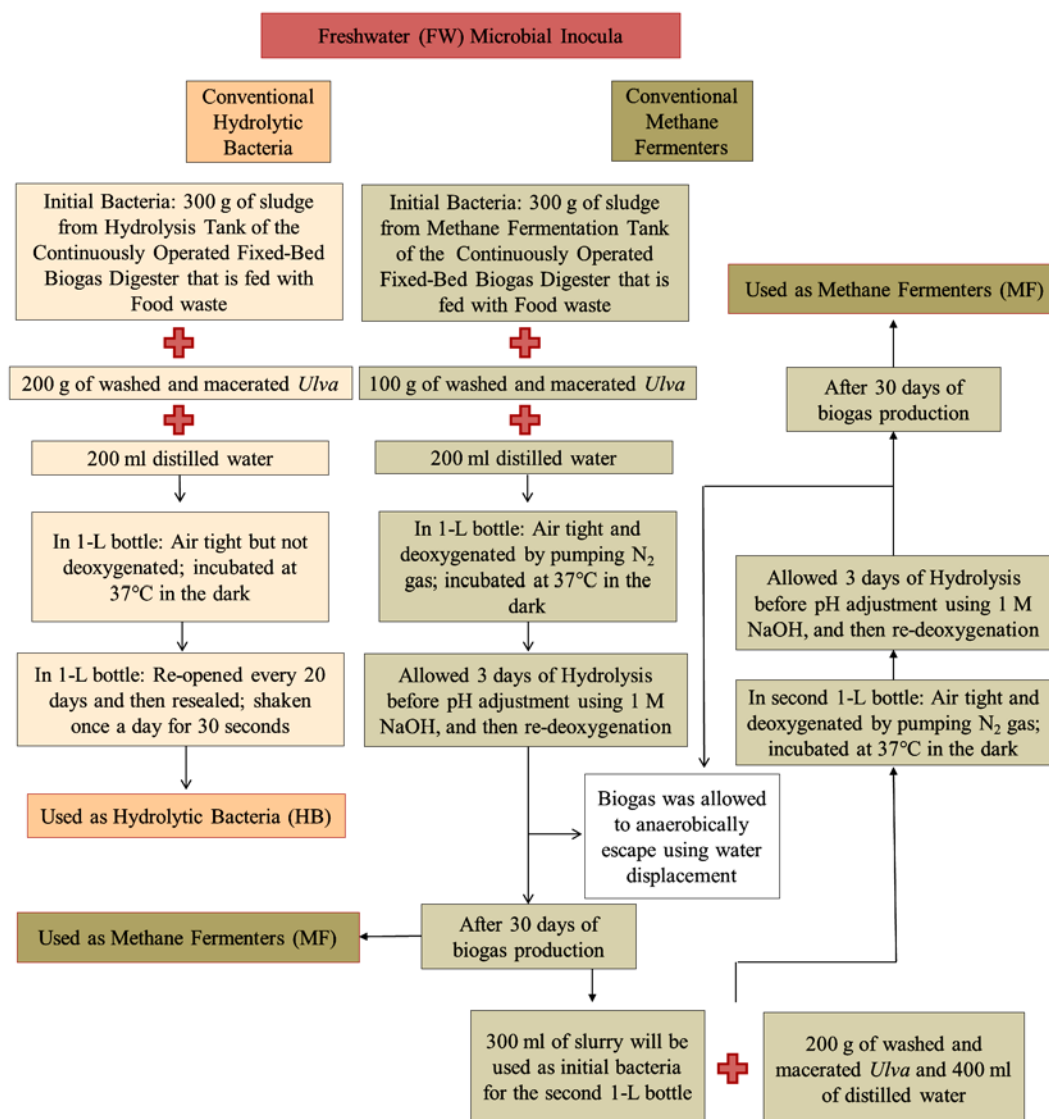 Freshwater (FW) Microbial Inocula
Conventional
Hydrolytic
Bacteria
Conventional
Methane
Fermenters
Initial Bacteria: 300 g of sludge
from Hydrolysis Tank of the
Continuously Operated Fixed-Bed
Biogas Digester that is fed with
Food waste
200 g of washed and macerated Ulva
200 ml distilled water
In 1-L bottle: Air tight but not
deoxygenated; incubated at
37°C in the dark
In 1-L bottle: Re-opened every 20
days and then resealed; shaken
once a day for 30 seconds
Used as Hydrolytic Bacteria (HB)
Initial Bacteria: 300 g of sludge
from Methane Fermentation Tank
of the Continuously Operated
Fixed-Bed Biogas Digester that is
fed with Food waste
100 g of washed and macerated Ulva
200 ml distilled water
In 1-L bottle: Air tight and
deoxygenated by pumping N₂
gas; incubated at 37°C in the
dark
Allowed 3 days of Hydrolysis
before pH adjustment using 1 M
NaOH, and then re-deoxygenation
Biogas was allowed
to anaerobically
escape using water
displacement
After 30 days of
biogas production
Used as Methane Fermenters (MF)
300 ml of slurry will be
used as initial bacteria
for the second 1-L bottle
200 g of washed and
macerated Ulva and 400 ml
of distilled water
In second 1-L bottle: Air tight and
deoxygenated by pumping N₂ gas;
incubated at 37°C in the dark
Allowed 3 days of Hydrolysis
before pH adjustment using 1 M
NaOH, and then re-deoxygenation
After 30 days of
biogas production
Used as Methane Fermenters (MF)